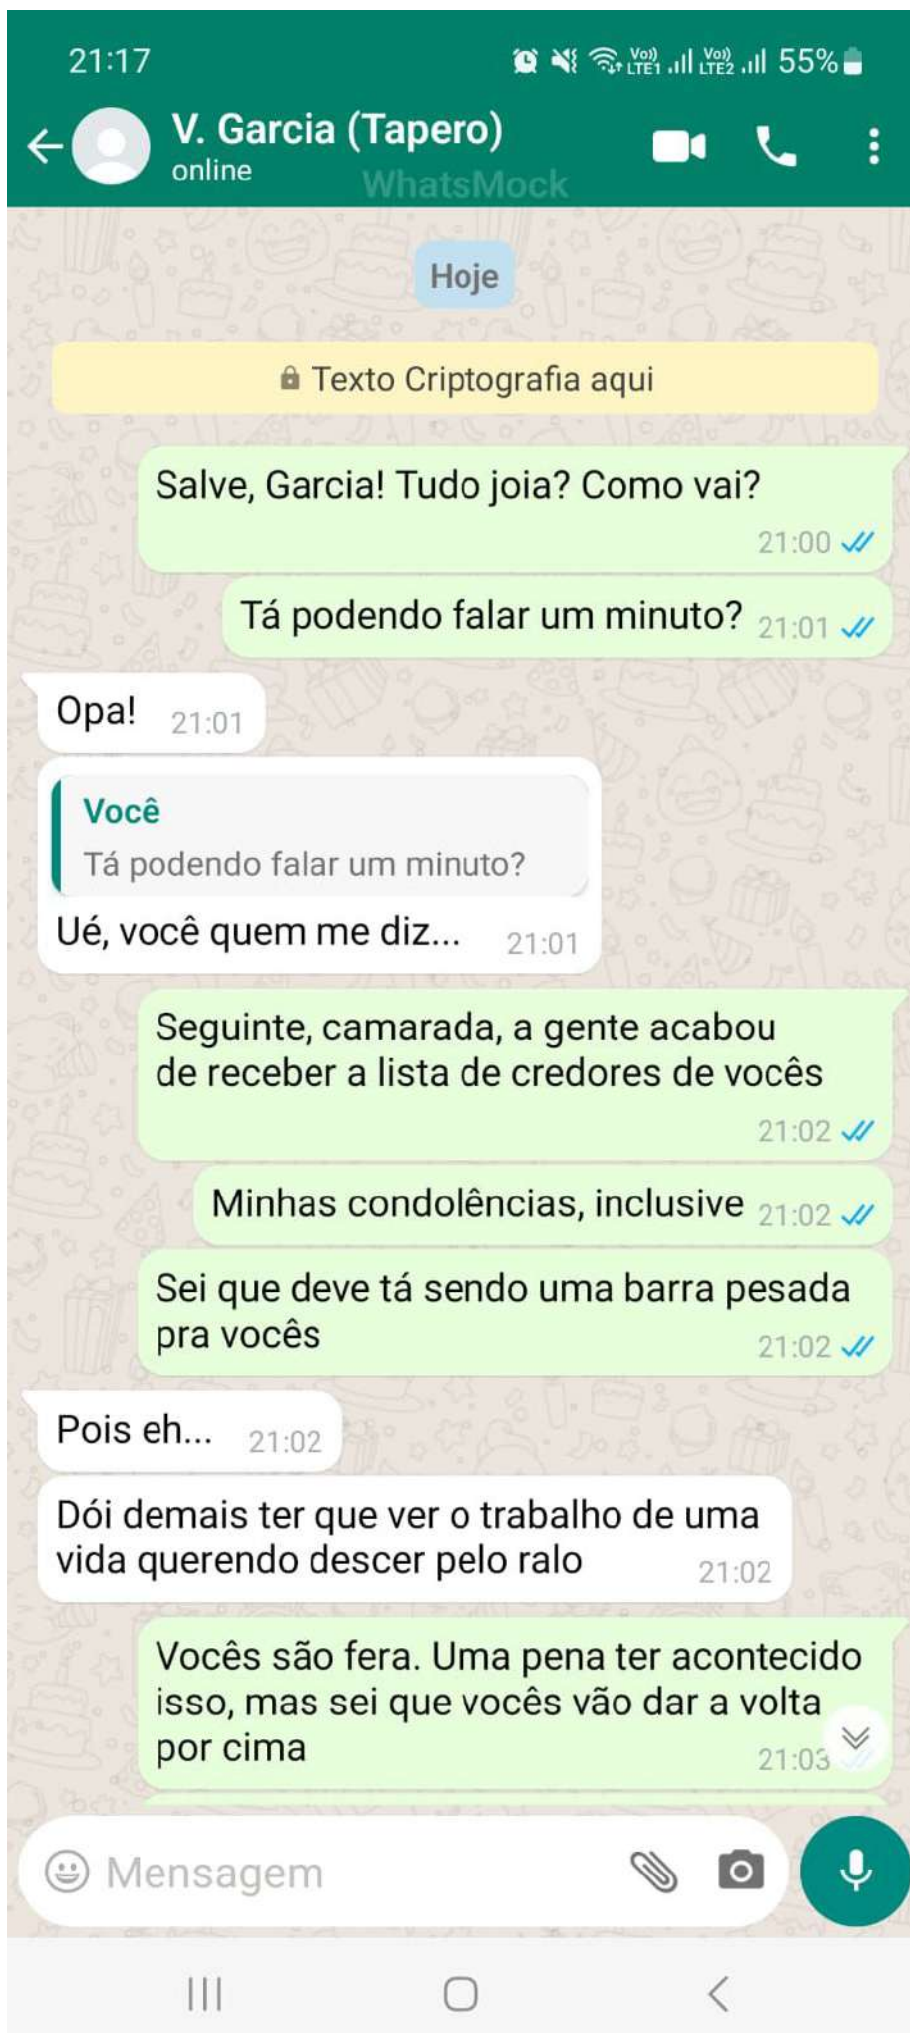 21:17
Vo)) LTE1 Vo)) LTE2 55%
V. Garcia (Tapero)
online
WhatsMock
Hoje
Texto Criptografia aqui
Salve, Garcia! Tudo joia? Como vai?
21:00
Tá podendo falar um minuto? 21:01
Opa! 21:01
Você
Tá podendo falar um minuto?
Ué, você quem me diz... 21:01
Seguinte, camarada, a gente acabou
de receber a lista de credores de vocês
21:02
Minhas condolências, inclusive 21:02
Sei que deve tá sendo uma barra pesada
pra vocês 21:02
Pois eh... 21:02
Dói demais ter que ver o trabalho de uma
vida querendo descer pelo ralo 21:02
Vocês são fera. Uma pena ter acontecido
isso, mas sei que vocês vão dar a volta
por cima 21:03
Mensagem